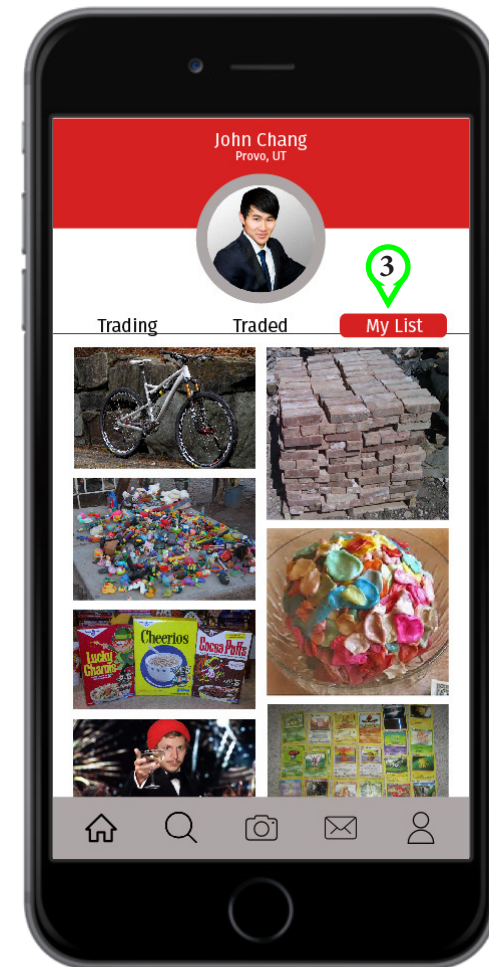 John Chang
Provo, UT
3
Trading
Traded
My List
Lucky
Charms
Cheerios
Cocoa Puffs